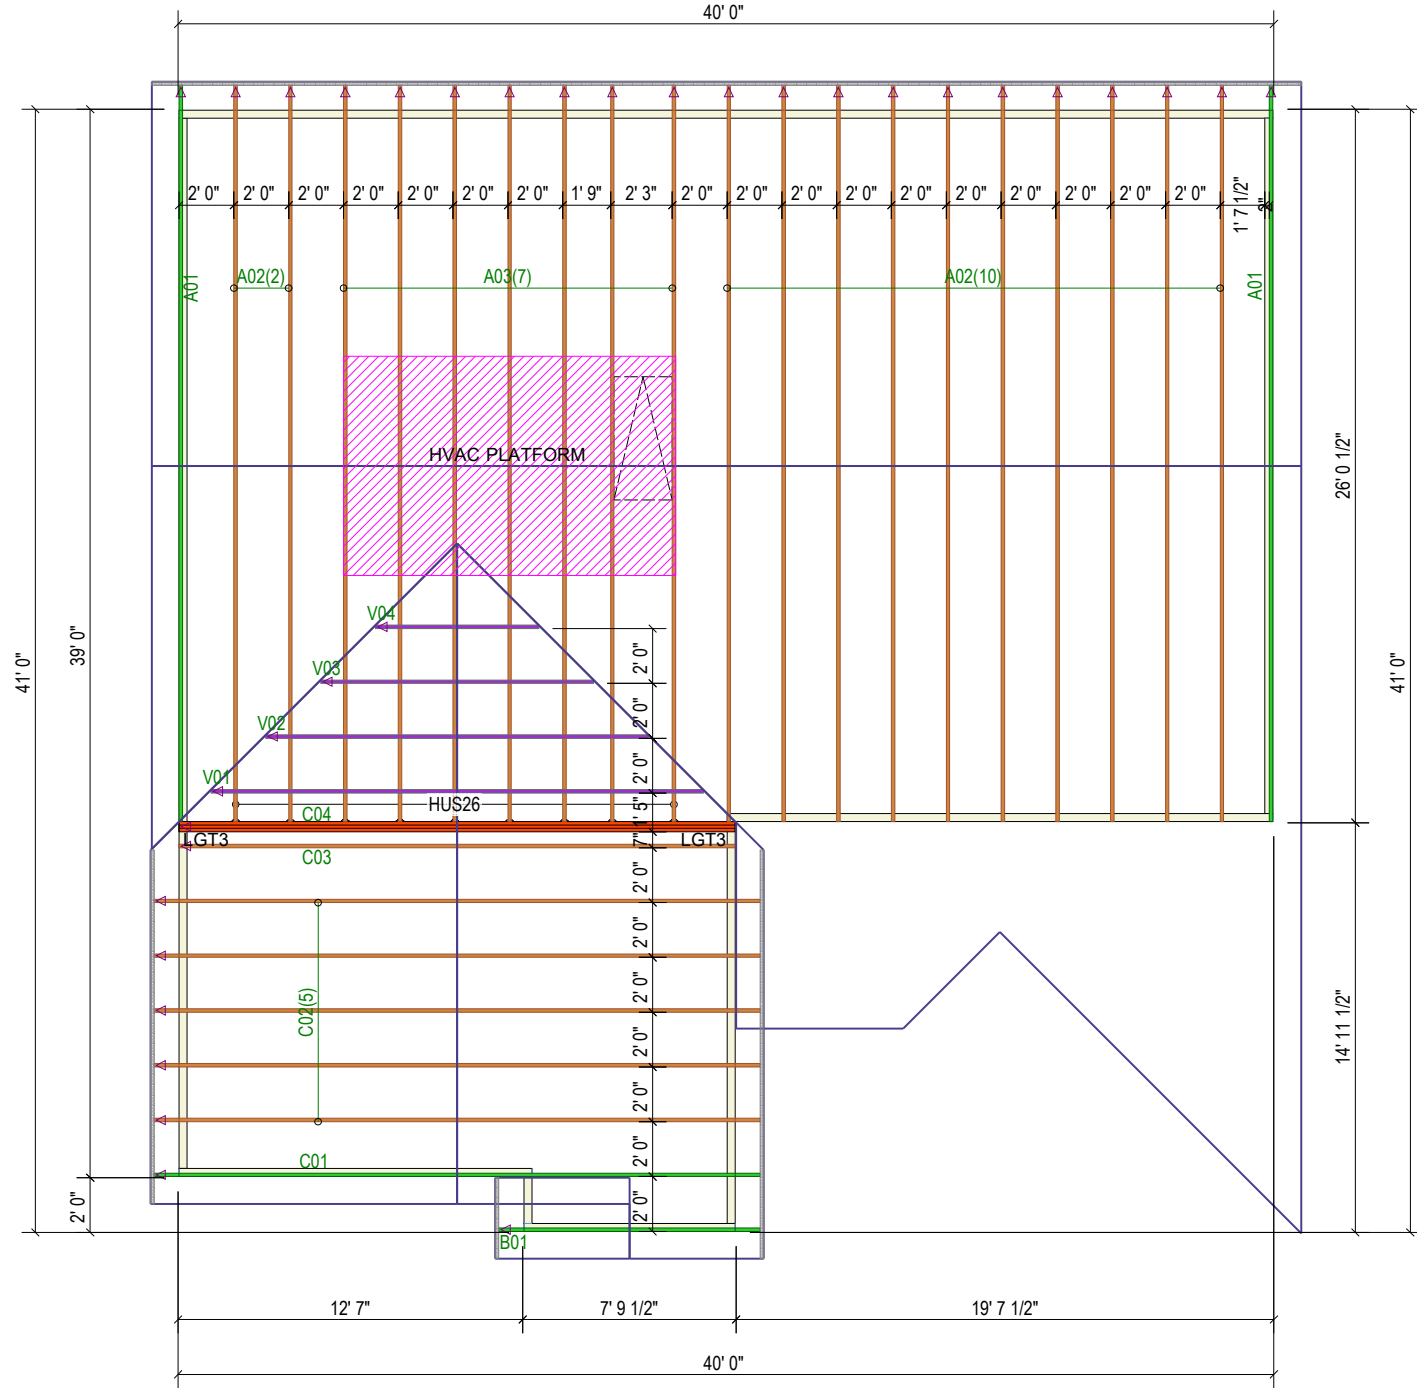 40' 0"
2' 0"
2' 0"
2' 0"
2' 0"
2' 0"
2' 0"
2' 0"
1' 9"
2' 3"
2' 0"
2' 0"
2' 0"
2' 0"
2' 0"
2' 0"
2' 0"
2' 0"
2' 0"
2' 0"
1' 7 1/2"
A01
A02(2)
A03(7)
A02(10)
A01
HVAC PLATFORM
26' 0 1/2"
41' 0"
39' 0"
41' 0"
V04
V03
V02
V01
2' 0"
2' 0"
2' 0"
1' 5"
7"
HUS26
C04
LGT3
LGT3
C03
2' 0"
2' 0"
2' 0"
2' 0"
2' 0"
2' 0"
2' 0"
C02(5)
14' 11 1/2"
C01
2' 0"
B01
12' 7"
7' 9 1/2"
19' 7 1/2"
40' 0"